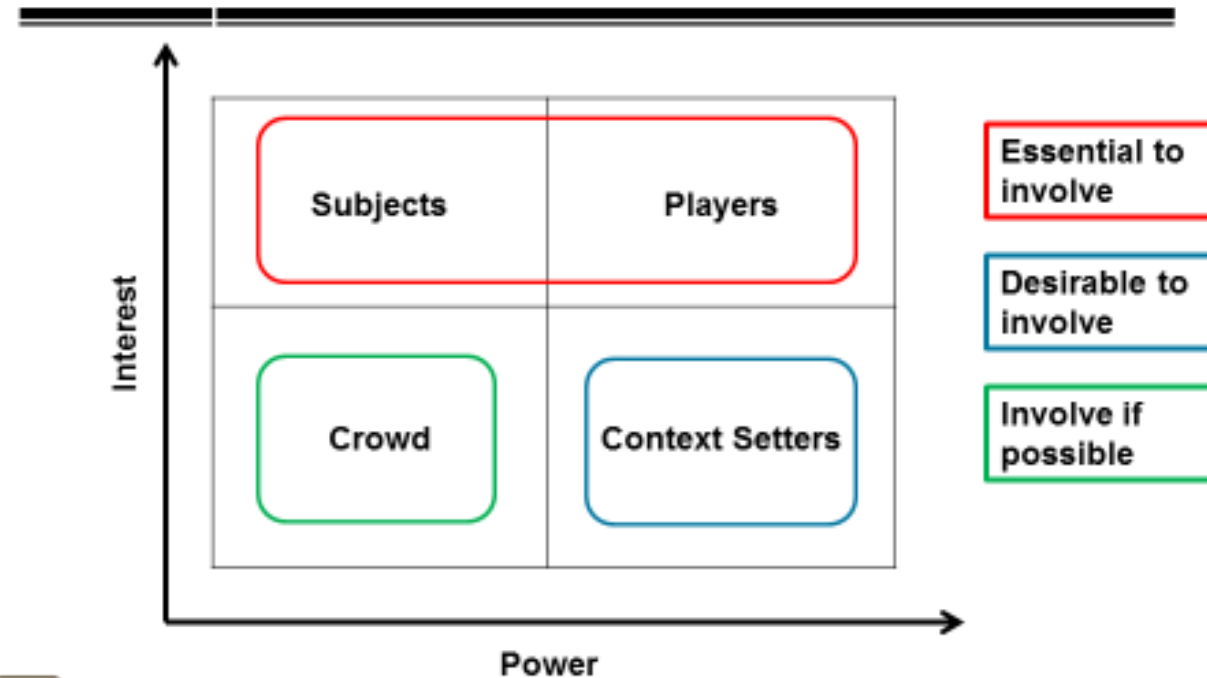 Subjects
Players
Essential to
involve
Desirable to
involve
Interest
Crowd
Context Setters
Involve if
possible
Power